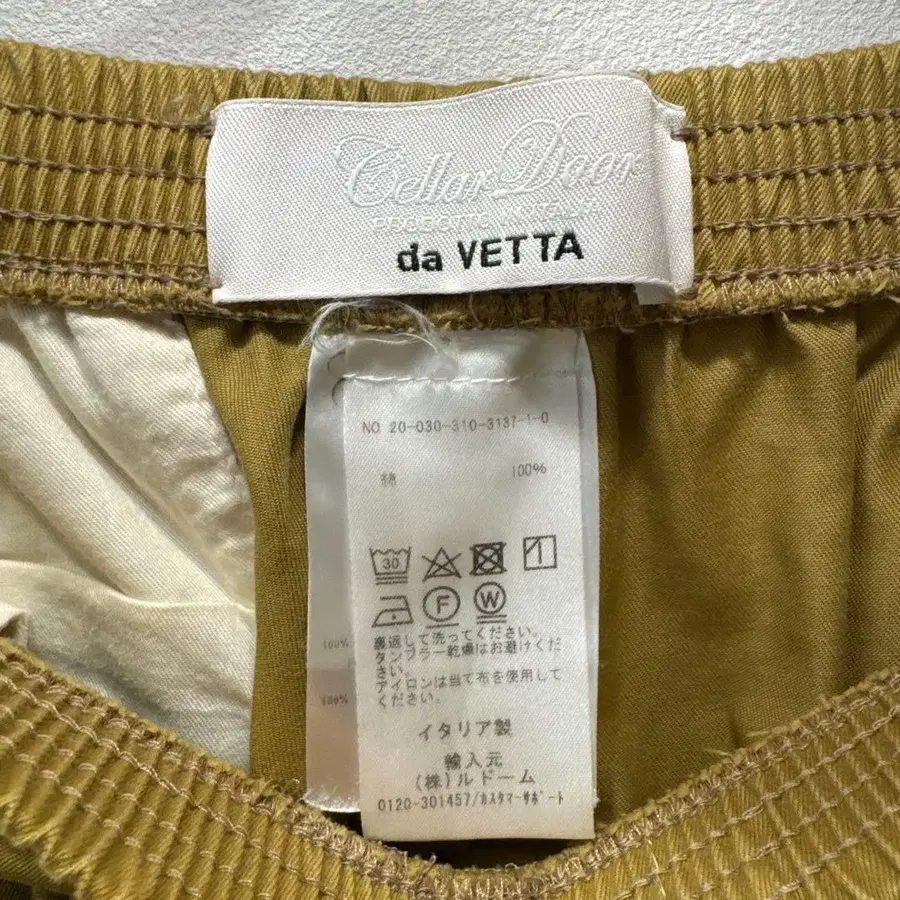 Cellar Door
da VETTA
NO 20-030-310-3137-1-0
綿 100%
30
F
W
裏返して洗ってください。
タンブラー乾燥はお避けくだ
さい。
アイロンは当て布を使用して
ください。
イタリア製
輸入元
(株)ルドーム
0120-301457/カスタマーサポート
100%
100%